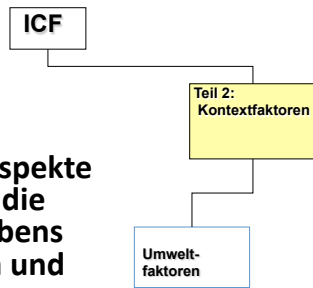 ICF
Teil 2:
Kontextfaktoren
spekte
die
bens
und
Umwelt-
faktoren